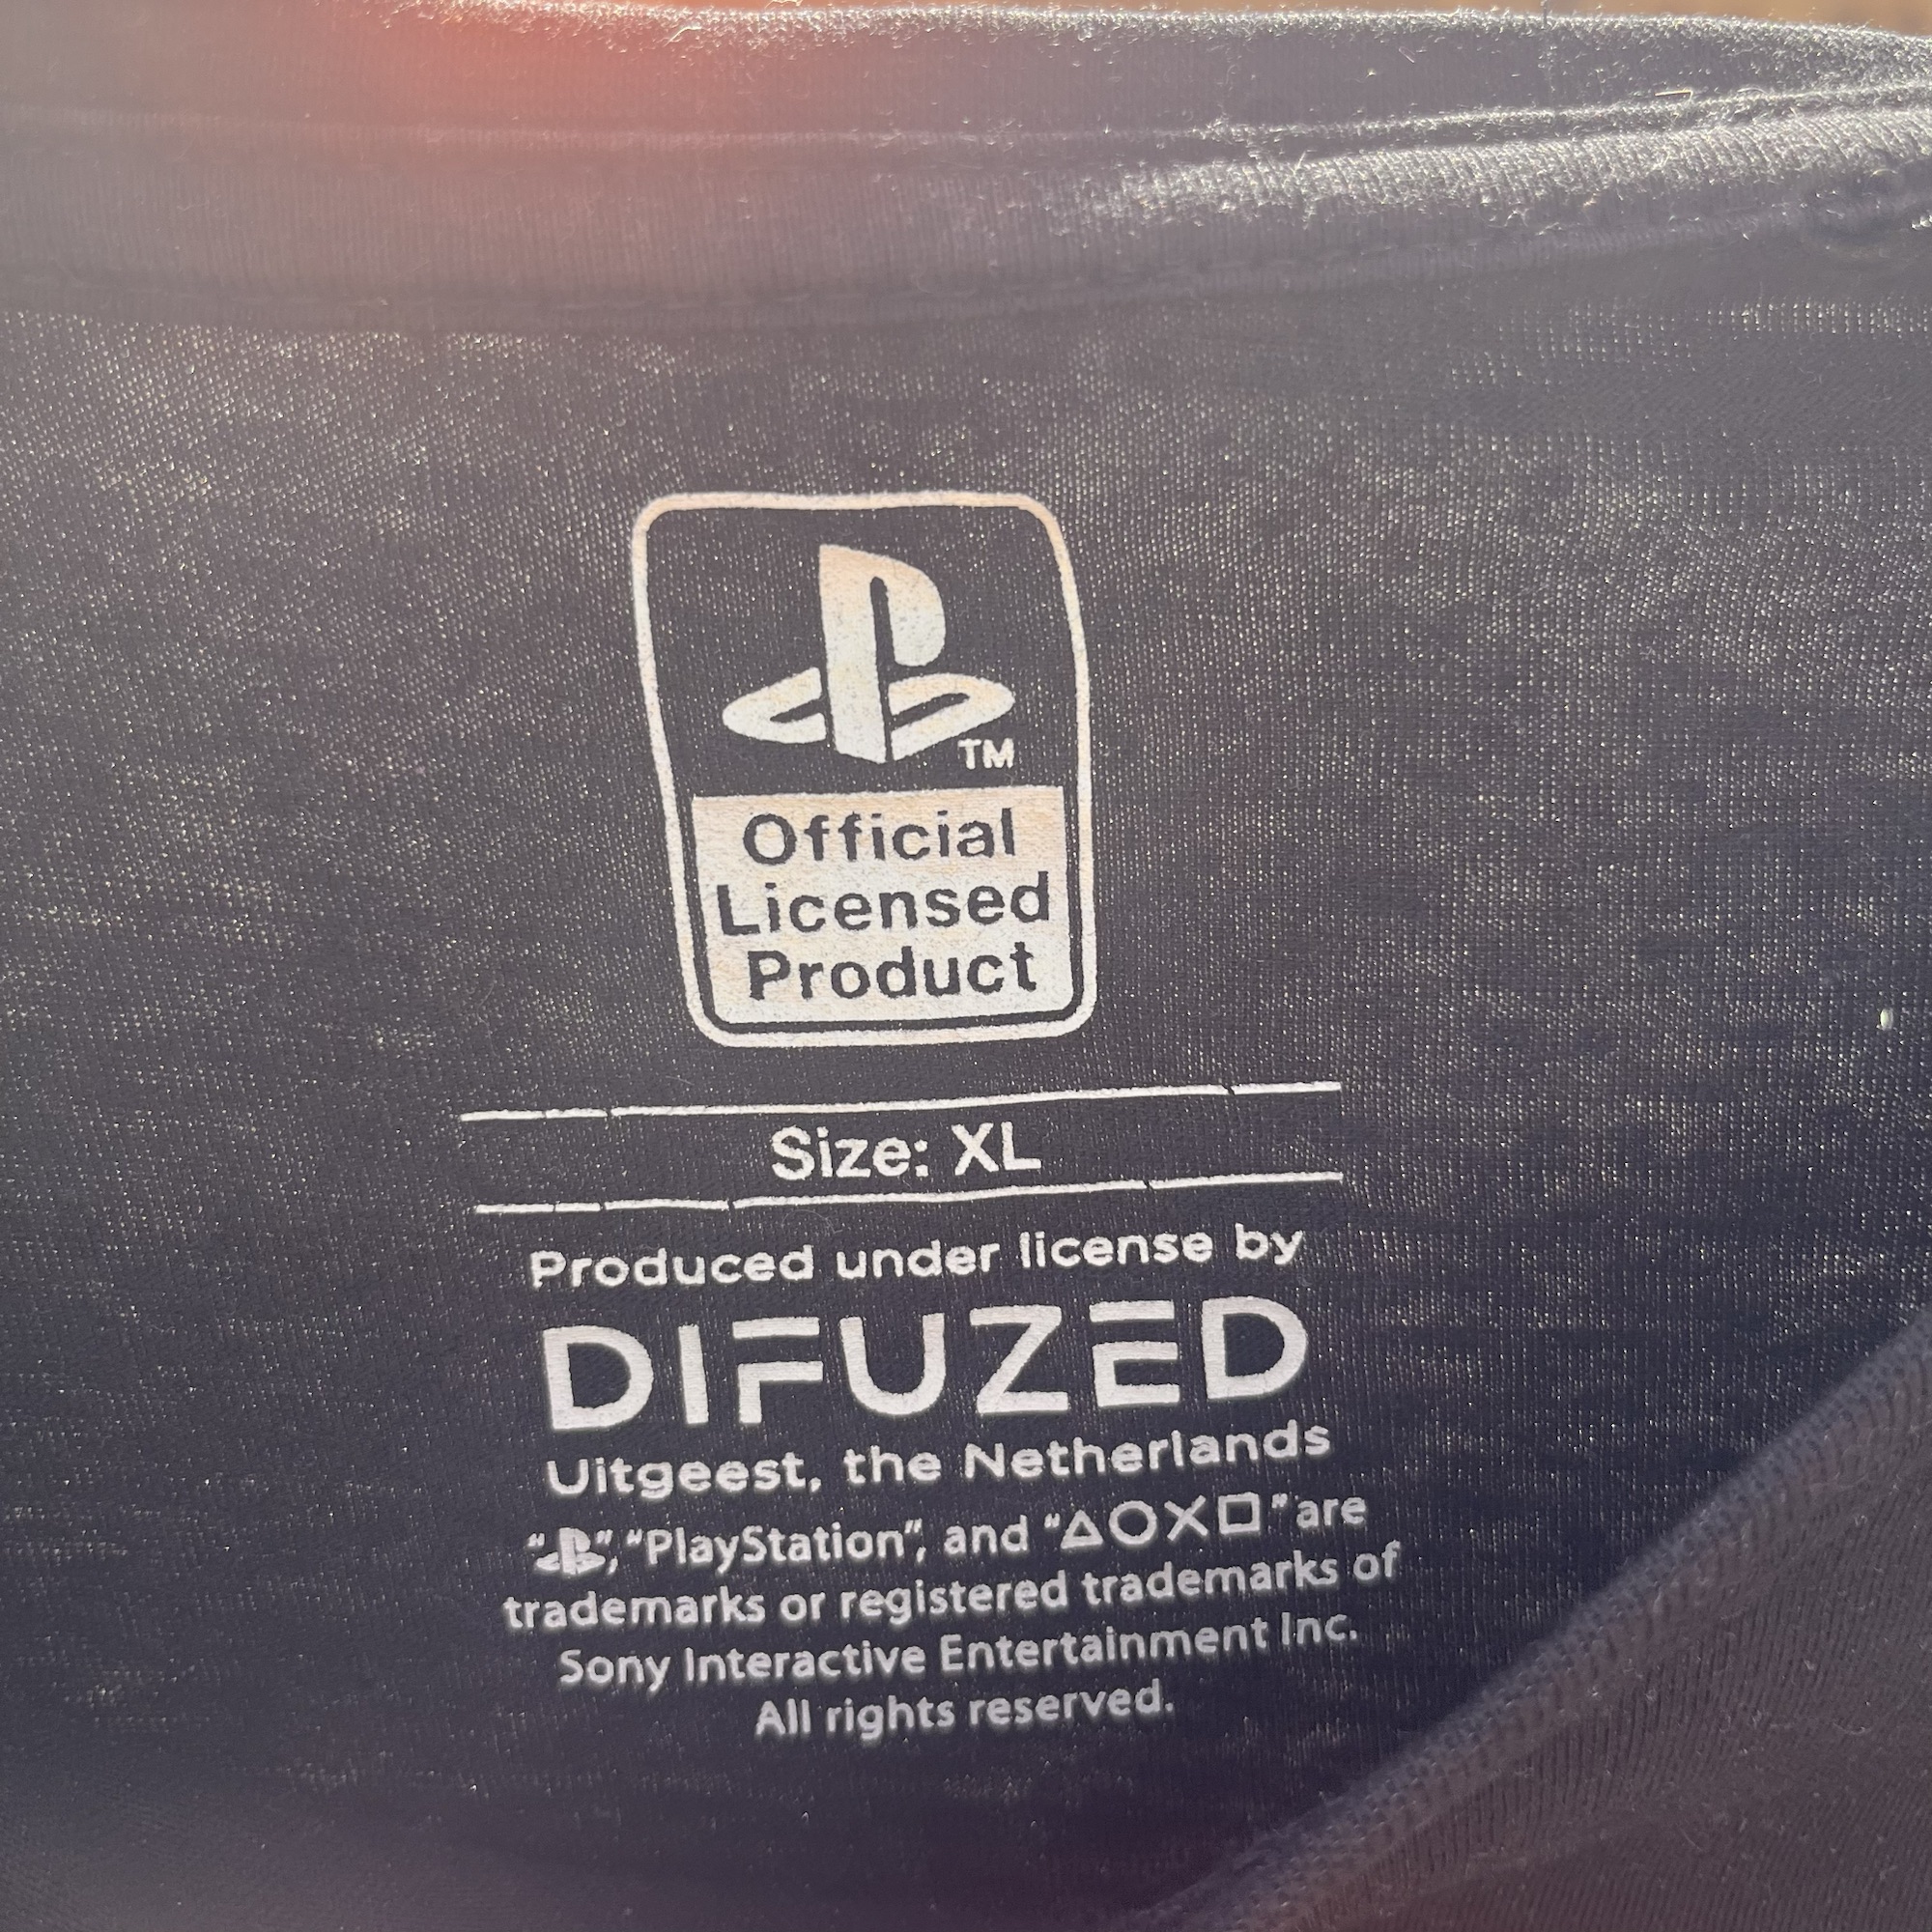 TM
Official
Licensed
Product
Size: XL
Produced under license by
DIFUZED
Uitgeest, the Netherlands
“PS”, “PlayStation”, and “△○✕□” are
trademarks or registered trademarks of
Sony Interactive Entertainment Inc.
All rights reserved.